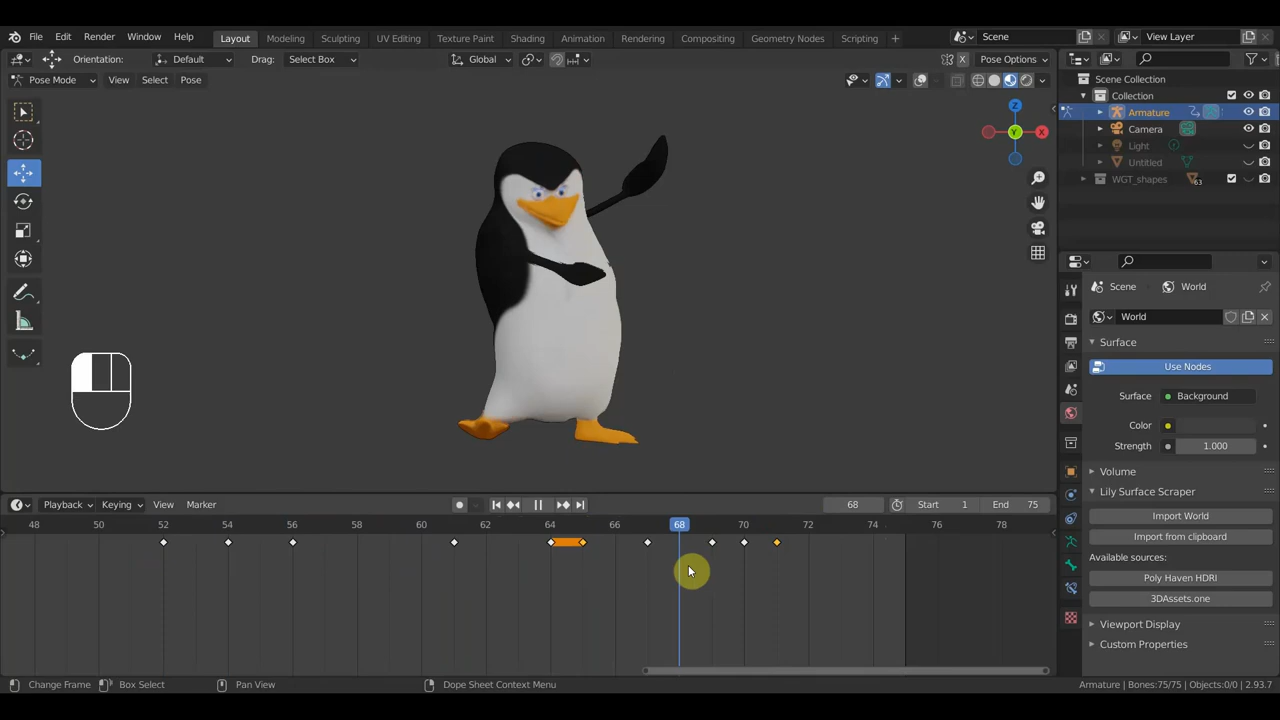 File Edit Render Window Help Layout Modeling Sculpting UV Editing Texture Paint Shading Animation Rendering Compositing Geometry Nodes Scripting + Scene View Layer
Orientation: Default Drag: Select Box Global X Pose Options
Pose Mode View Select Pose
Scene Collection
Collection
Armature
Camera
Light
Untitled
WGT_shapes 63
Z
Y X
Scene World
World
Surface
Use Nodes
Surface Background
Color
Strength 1.000
Volume
Lily Surface Scraper
Import World
Import from clipboard
Available sources:
Poly Haven HDRI
3DAssets.one
Viewport Display
Custom Properties
Playback Keying View Marker 68 Start 1 End 75
48 50 52 54 56 58 60 62 64 66 68 70 72 74 76 78
Change Frame Box Select Pan View Dope Sheet Context Menu Armature | Bones:75/75 | Objects:0/0 | 2.93.7